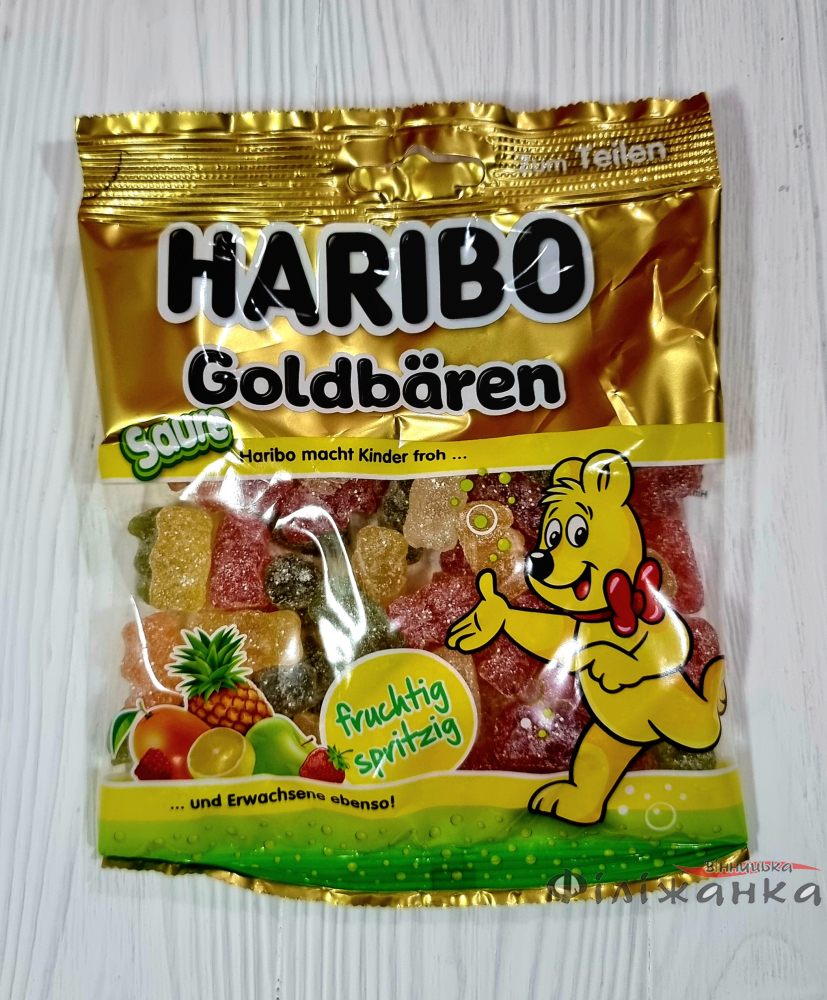 zum Teilen
HARIBO
Goldbären
Saure
Haribo macht Kinder froh ...
fruchtig
spritzig
... und Erwachsene ebenso!
вінницька
Філіжанка